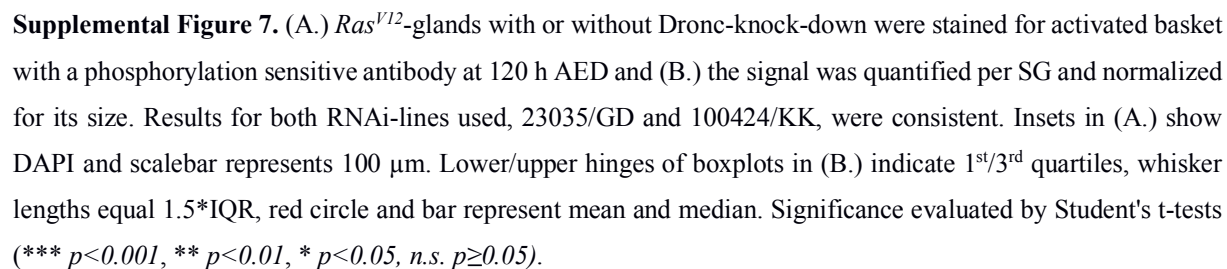 Supplemental Figure 7. (A.) Ras^V12-glands with or without Dronc-knock-down were stained for activated basket
with a phosphorylation sensitive antibody at 120 h AED and (B.) the signal was quantified per SG and normalized
for its size. Results for both RNAi-lines used, 23035/GD and 100424/KK, were consistent. Insets in (A.) show
DAPI and scalebar represents 100 µm. Lower/upper hinges of boxplots in (B.) indicate 1st/3rd quartiles, whisker
lengths equal 1.5*IQR, red circle and bar represent mean and median. Significance evaluated by Student's t-tests
(*** p<0.001, ** p<0.01, * p<0.05, n.s. p≥0.05).